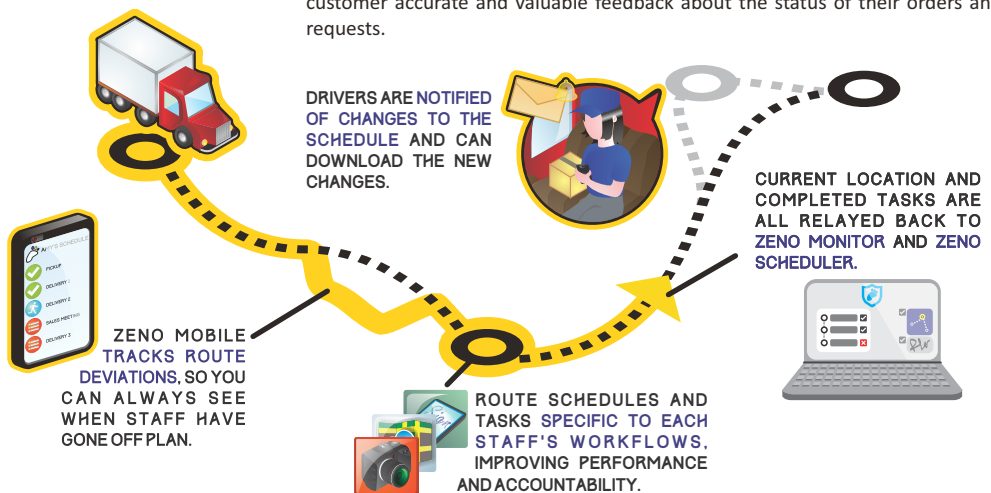 customer accurate and valuable feedback about the status of their orders an
requests.
DRIVERS ARE NOTIFIED
OF CHANGES TO THE
SCHEDULE AND CAN
DOWNLOAD THE NEW
CHANGES.
CURRENT LOCATION AND
COMPLETED TASKS ARE
ALL RELAYED BACK TO
ZENO MONITOR AND ZENO
SCHEDULER.
SCHEDULE
PICKUP
DELIVERY 1
DELIVERY 2
SALES MEETING
DELIVERY 3
ZENO MOBILE
TRACKS ROUTE
DEVIATIONS, SO YOU
CAN ALWAYS SEE
WHEN STAFF HAVE
GONE OFF PLAN.
ROUTE SCHEDULES AND
TASKS SPECIFIC TO EACH
STAFF'S WORKFLOWS,
IMPROVING PERFORMANCE
AND ACCOUNTABILITY.